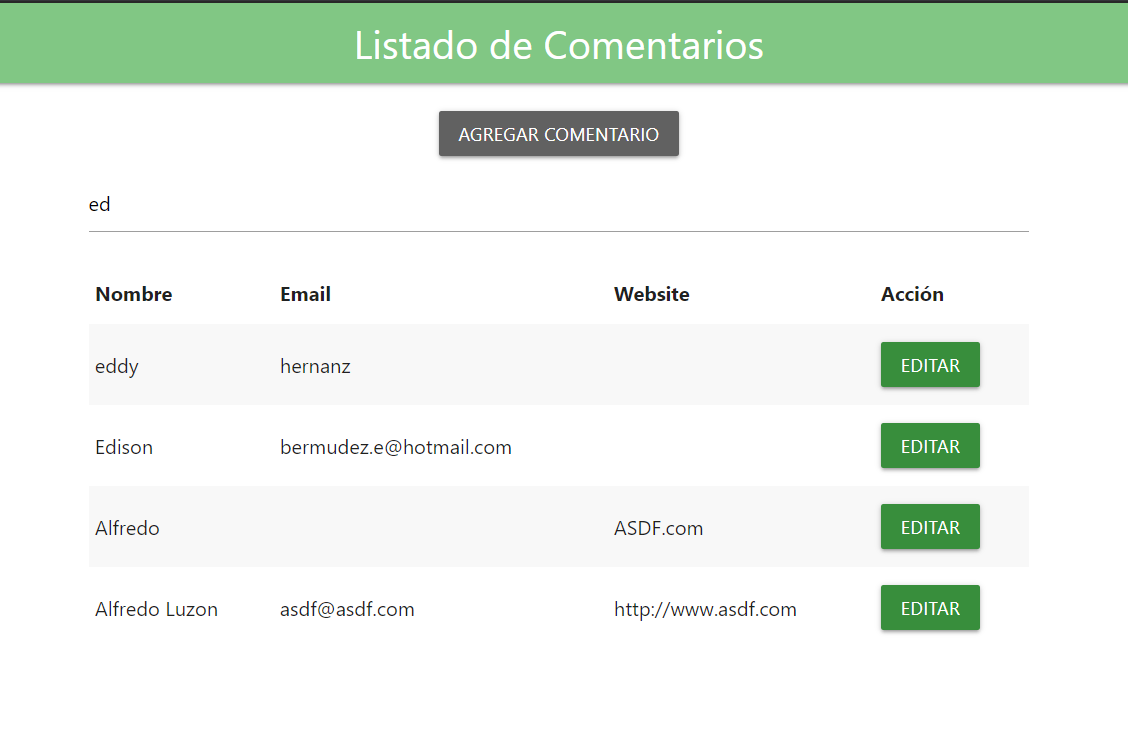 Listado de Comentarios
AGREGAR COMENTARIO
ed
Nombre Email Website Acción
eddy hernanz EDITAR
Edison bermudez.e@hotmail.com EDITAR
Alfredo ASDF.com EDITAR
Alfredo Luzon asdf@asdf.com http://www.asdf.com EDITAR